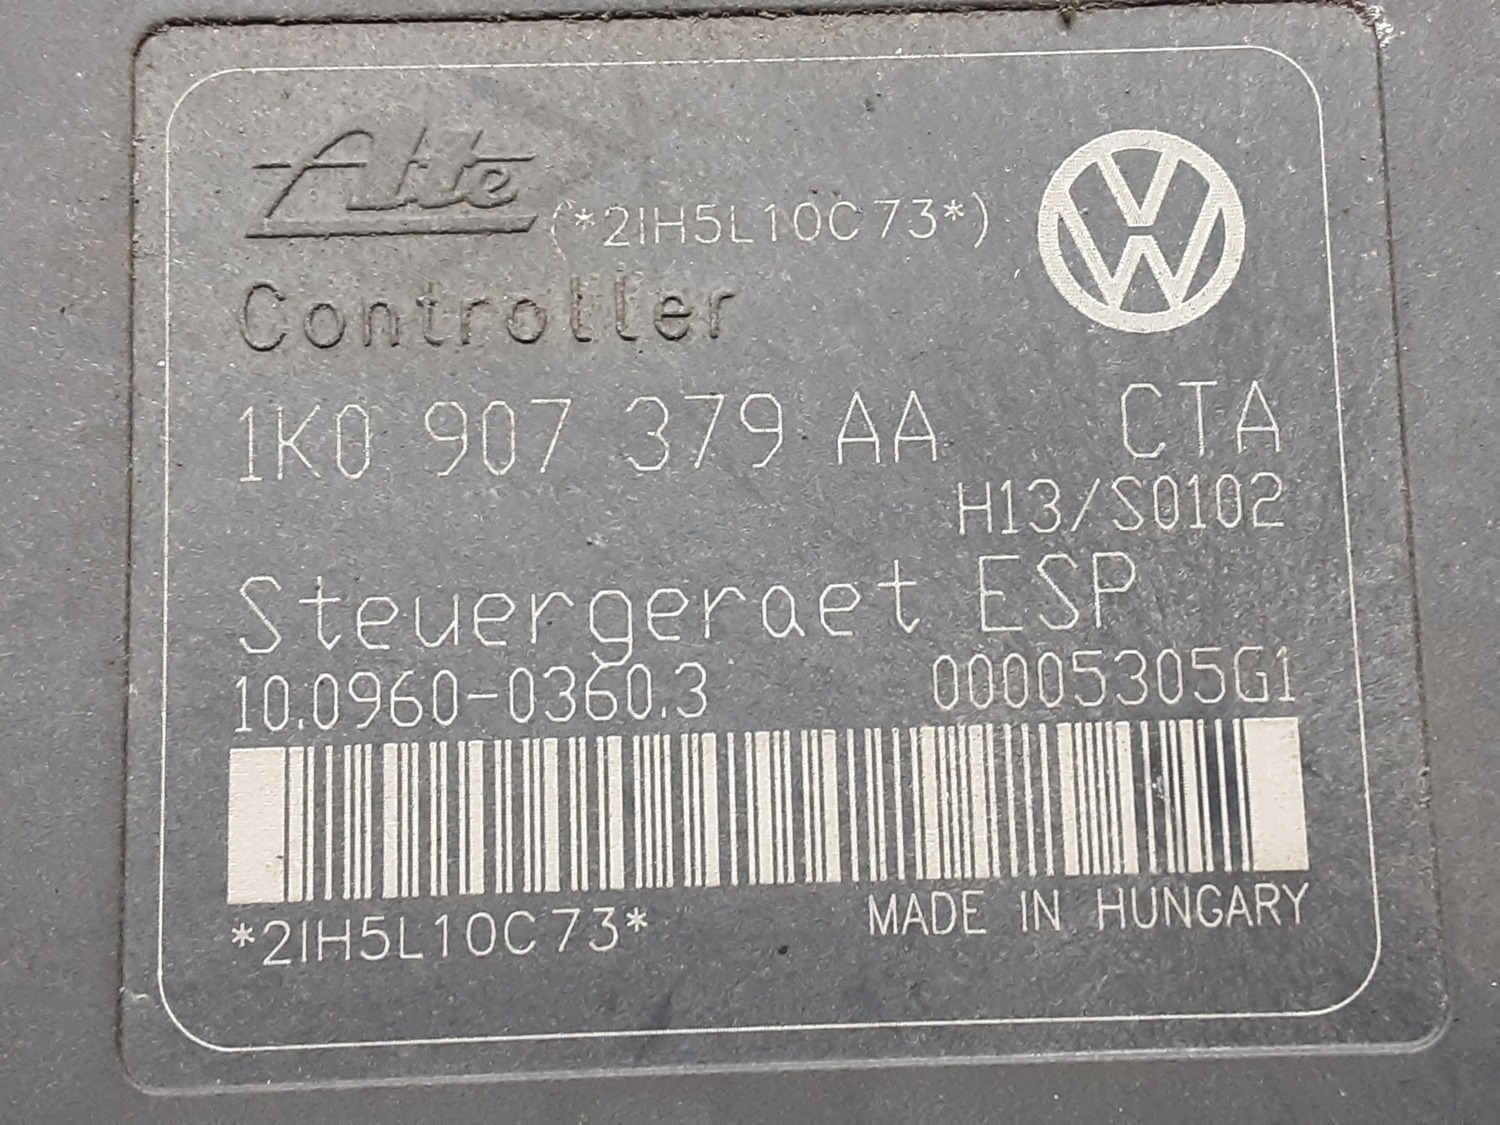 Ate (*2IH5L10C73*)
Controller
1K0 907 379 AA CTA
H13/S0102
Steuergeraet ESP
10.0960-0360.3 00005305G1
*2IH5L10C73* MADE IN HUNGARY